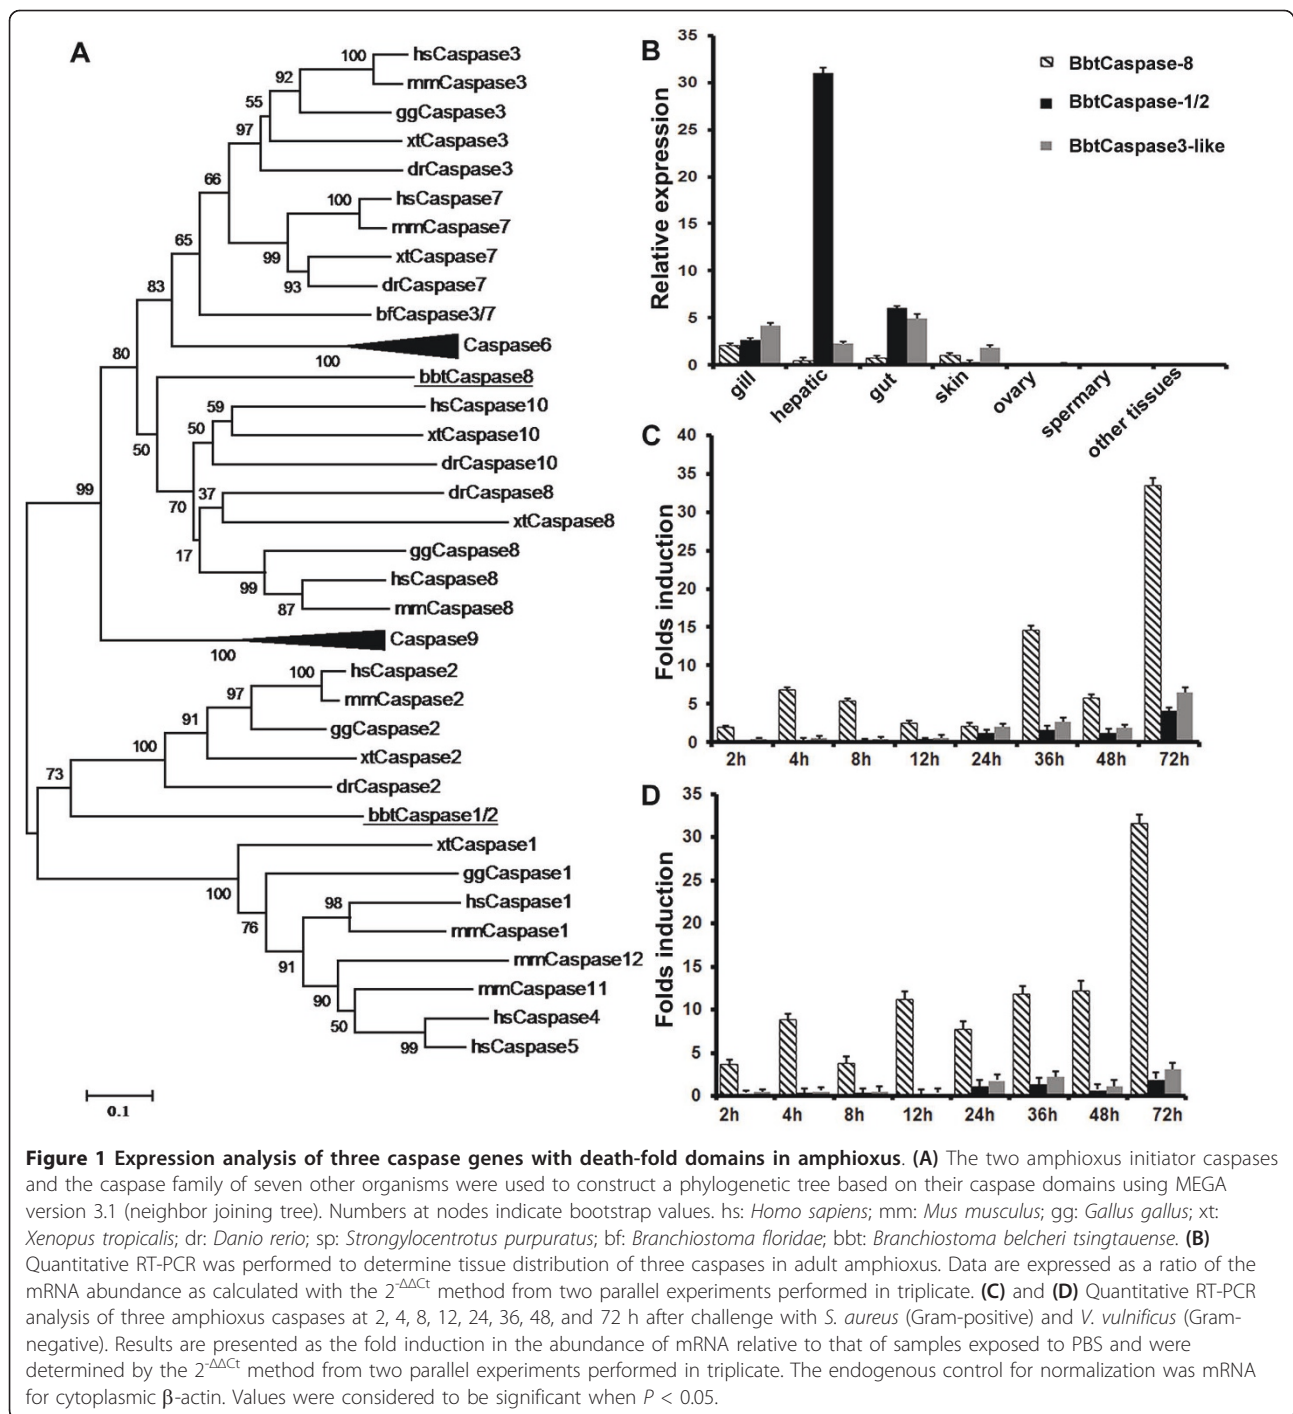 A
100
hsCaspase3
mmCaspase3
92
ggCaspase3
55
xtCaspase3
97
drCaspase3
66
100
hsCaspase7
mmCaspase7
99
xtCaspase7
93
drCaspase7
65
bfCaspase3/7
83
100
Caspase6
80
bbtCaspase8
50
59
hsCaspase10
50
xtCaspase10
drCaspase10
70
37
drCaspase8
xtCaspase8
17
ggCaspase8
99
hsCaspase8
87
mmCaspase8
99
100
Caspase9
100
hsCaspase2
97
mmCaspase2
91
ggCaspase2
100
xtCaspase2
73
drCaspase2
bbtCaspase1/2
xtCaspase1
100
ggCaspase1
76
98
hsCaspase1
mmCaspase1
91
mmCaspase12
90
mmCaspase11
50
hsCaspase4
99
hsCaspase5
0.1
B
Relative expression
35
30
25
20
15
10
5
0
BbtCaspase-8
BbtCaspase-1/2
BbtCaspase3-like
gill
hepatic
gut
skin
ovary
spermary
other tissues
C
Folds induction
40
35
30
25
20
15
10
5
0
2h 4h 8h 12h 24h 36h 48h 72h
D
Folds induction
35
30
25
20
15
10
5
0
2h 4h 8h 12h 24h 36h 48h 72h
Figure 1 Expression analysis of three caspase genes with death-fold domains in amphioxus. (A) The two amphioxus initiator caspases
and the caspase family of seven other organisms were used to construct a phylogenetic tree based on their caspase domains using MEGA
version 3.1 (neighbor joining tree). Numbers at nodes indicate bootstrap values. hs: Homo sapiens; mm: Mus musculus; gg: Gallus gallus; xt:
Xenopus tropicalis; dr: Danio rerio; sp: Strongylocentrotus purpuratus; bf: Branchiostoma floridae; bbt: Branchiostoma belcheri tsingtauense. (B)
Quantitative RT-PCR was performed to determine tissue distribution of three caspases in adult amphioxus. Data are expressed as a ratio of the
mRNA abundance as calculated with the 2-ΔΔCt method from two parallel experiments performed in triplicate. (C) and (D) Quantitative RT-PCR
analysis of three amphioxus caspases at 2, 4, 8, 12, 24, 36, 48, and 72 h after challenge with S. aureus (Gram-positive) and V. vulnificus (Gram-
negative). Results are presented as the fold induction in the abundance of mRNA relative to that of samples exposed to PBS and were
determined by the 2-ΔΔCt method from two parallel experiments performed in triplicate. The endogenous control for normalization was mRNA
for cytoplasmic β-actin. Values were considered to be significant when P < 0.05.